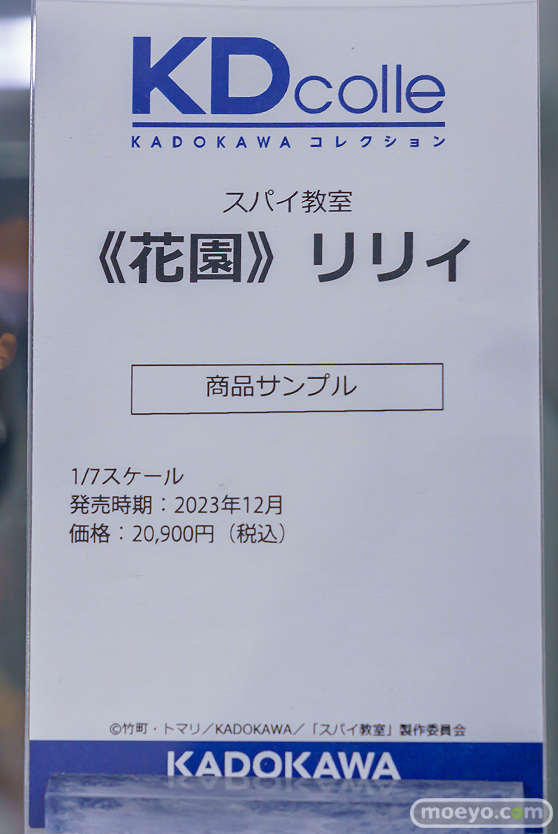 KDcolle
KADOKAWA コレクション
スパイ教室
《花園》 リリィ
商品サンプル
1/7スケール
発売時期：2023年12月
価格：20,900円（税込）
©竹町・トマリ／KADOKAWA／「スパイ教室」製作委員会
KADOKAWA
moeyo.com